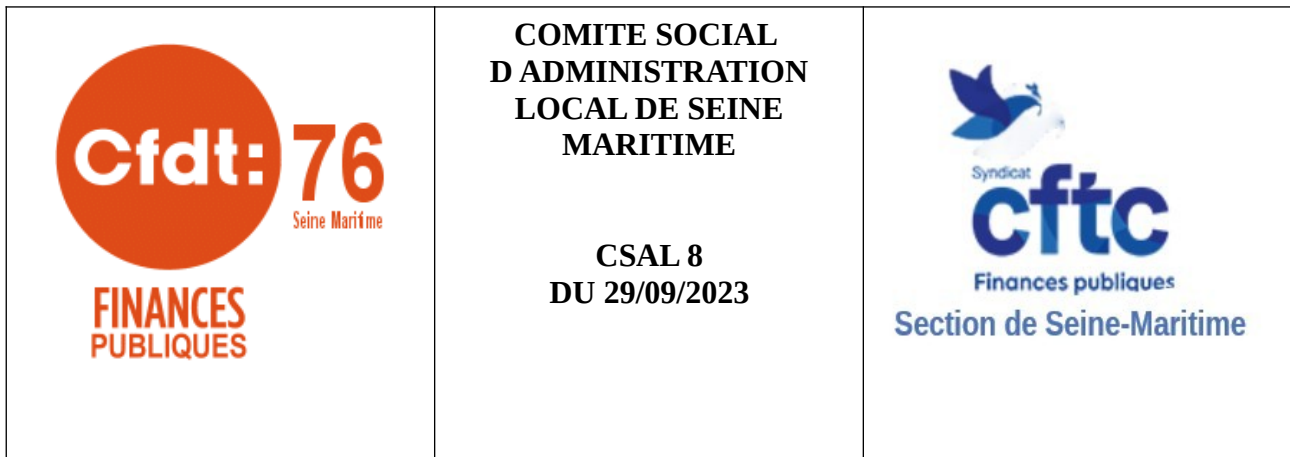 Cfdt:
76
Seine Maritime
FINANCES
PUBLIQUES
COMITE SOCIAL
D ADMINISTRATION
LOCAL DE SEINE
MARITIME
CSAL 8
DU 29/09/2023
Syndicat
cftc
Finances publiques
Section de Seine-Maritime